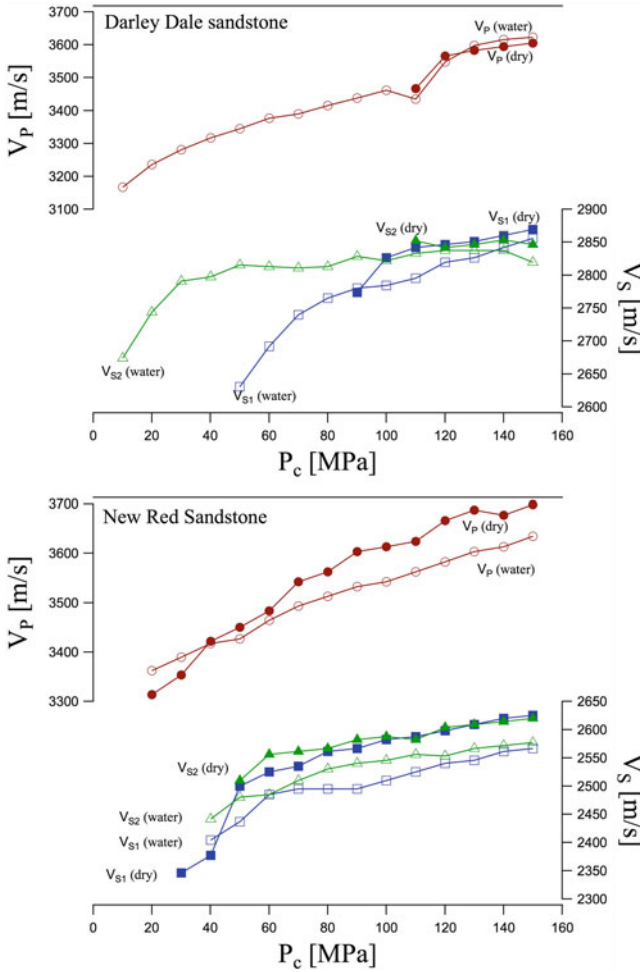 Darley Dale sandstone
3700
3600
3500
3400
3300
3200
3100
V_P [m/s]
V_P (water)
V_P (dry)
2900
2850
2800
2750
2700
2650
2600
V_S [m/s]
V_S2 (dry)
V_S1 (dry)
V_S2 (water)
V_S1 (water)
0 20 40 60 80 100 120 140 160
P_c [MPa]
New Red Sandstone
3700
3600
3500
3400
3300
V_P [m/s]
V_P (dry)
V_P (water)
2650
2600
2550
2500
2450
2400
2350
2300
V_S [m/s]
V_S2 (dry)
V_S2 (water)
V_S1 (water)
V_S1 (dry)
0 20 40 60 80 100 120 140 160
P_c [MPa]